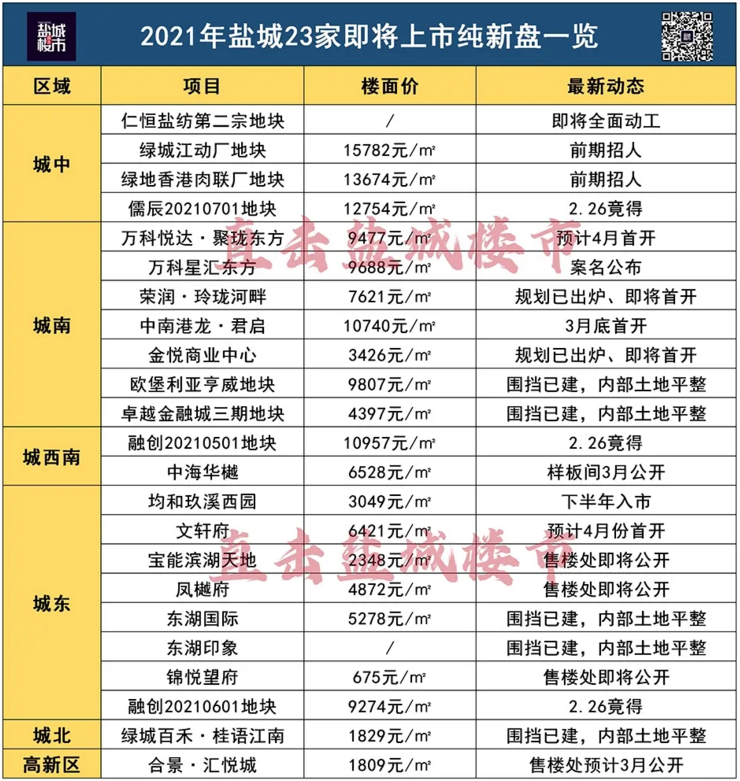 盐城楼市
2021年盐城23家即将上市纯新盘一览
区域 项目 楼面价 最新动态
城中
仁恒盐纺第二宗地块 / 即将全面动工
绿城江动厂地块 15782元/㎡ 前期招人
绿地香港肉联厂地块 13674元/㎡ 前期招人
儒辰20210701地块 12754元/㎡ 2.26竟得
城南
万科悦达·聚珑东方 9477元/㎡ 预计4月首开
万科星汇东方 9688元/㎡ 案名公布
荣润·玲珑河畔 7621元/㎡ 规划已出炉、即将首开
中南港龙·君启 10740元/㎡ 3月底首开
金悦商业中心 3426元/㎡ 规划已出炉、即将首开
欧堡利亚亨威地块 9807元/㎡ 围挡已建，内部土地平整
卓越金融城三期地块 4397元/㎡ 围挡已建，内部土地平整
城西南
融创20210501地块 10957元/㎡ 2.26竟得
中海华樾 6528元/㎡ 样板间3月公开
城东
均和玖溪西园 3049元/㎡ 下半年入市
文轩府 6421元/㎡ 预计4月份首开
宝能滨湖天地 2348元/㎡ 售楼处即将公开
凤樾府 4872元/㎡ 售楼处即将公开
东湖国际 5278元/㎡ 围挡已建，内部土地平整
东湖印象 / 围挡已建，内部土地平整
锦悦望府 675元/㎡ 售楼处即将公开
融创20210601地块 9274元/㎡ 2.26竟得
城北
绿城百禾·桂语江南 1829元/㎡ 围挡已建，内部土地平整
高新区
合景·汇悦城 1809元/㎡ 售楼处预计3月公开
直击盐城楼市
直击盐城楼市